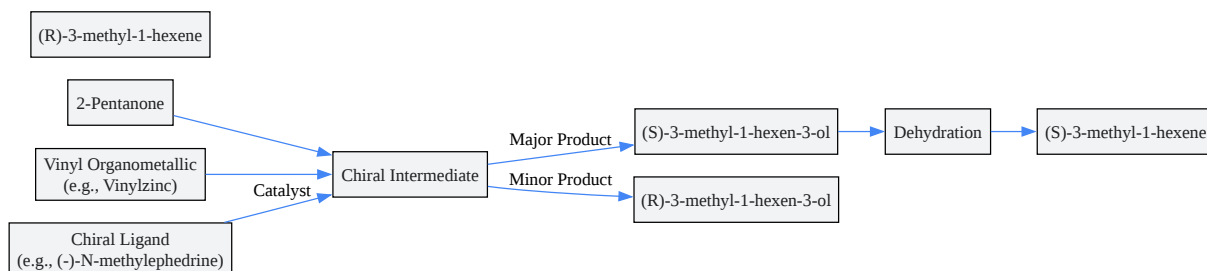 (R)-3-methyl-1-hexene
2-Pentanone
Vinyl Organometallic
(e.g., Vinylzinc)
Chiral Ligand
(e.g., (-)-N-methylephedrine)
Catalyst
Chiral Intermediate
Major Product
Minor Product
(S)-3-methyl-1-hexen-3-ol
(R)-3-methyl-1-hexen-3-ol
Dehydration
(S)-3-methyl-1-hexene